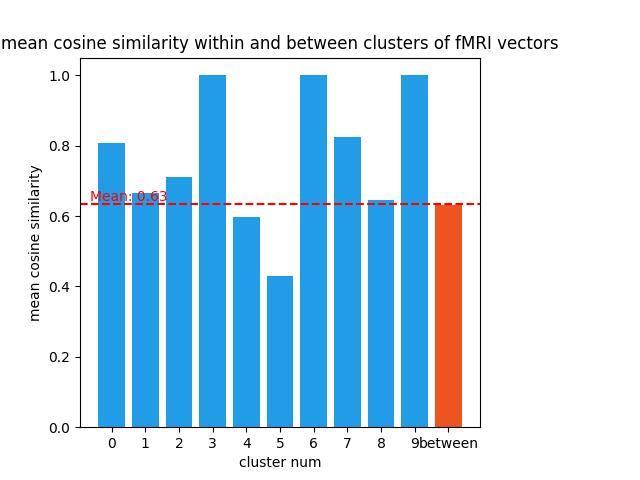 mean cosine similarity within and between clusters of fMRI vectors
1.0
0.8
0.6
0.4
0.2
0.0
mean cosine similarity
Mean: 0.63
0 1 2 3 4 5 6 7 8 9 between
cluster num